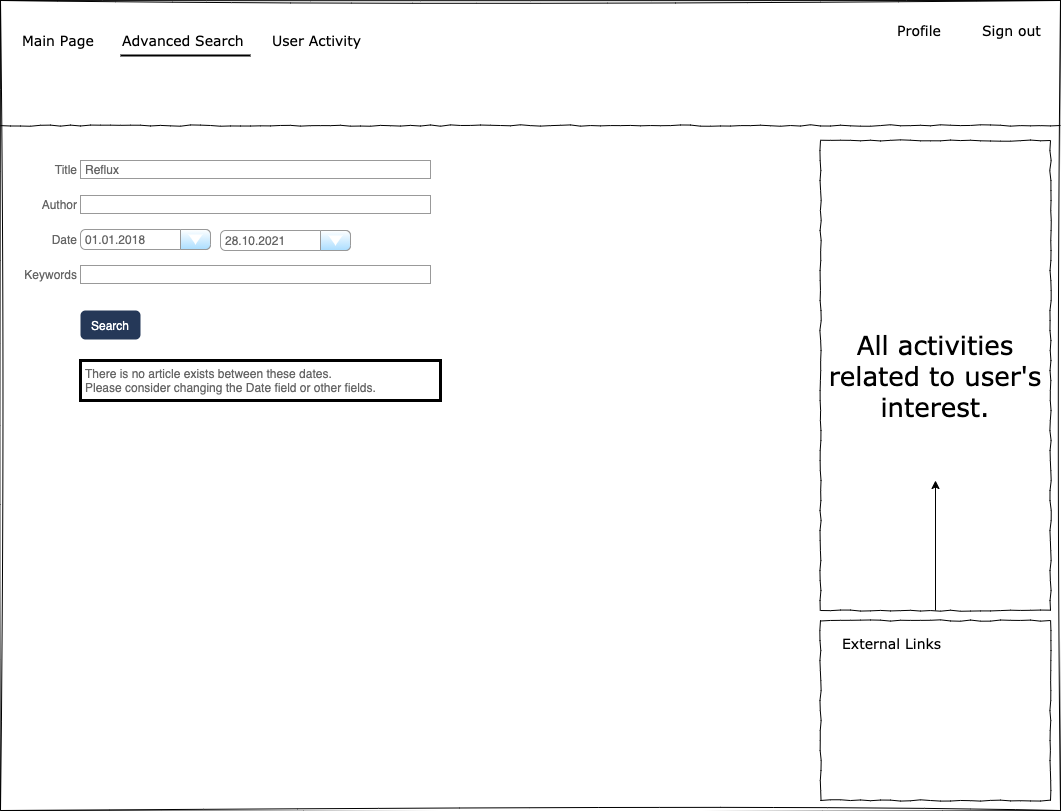 Main Page Advanced Search User Activity Profile Sign out
Title Reflux
Author
Date 01.01.2018 28.10.2021
Keywords
Search
There is no article exists between these dates.
Please consider changing the Date field or other fields.
All activities
related to user's
interest.
External Links